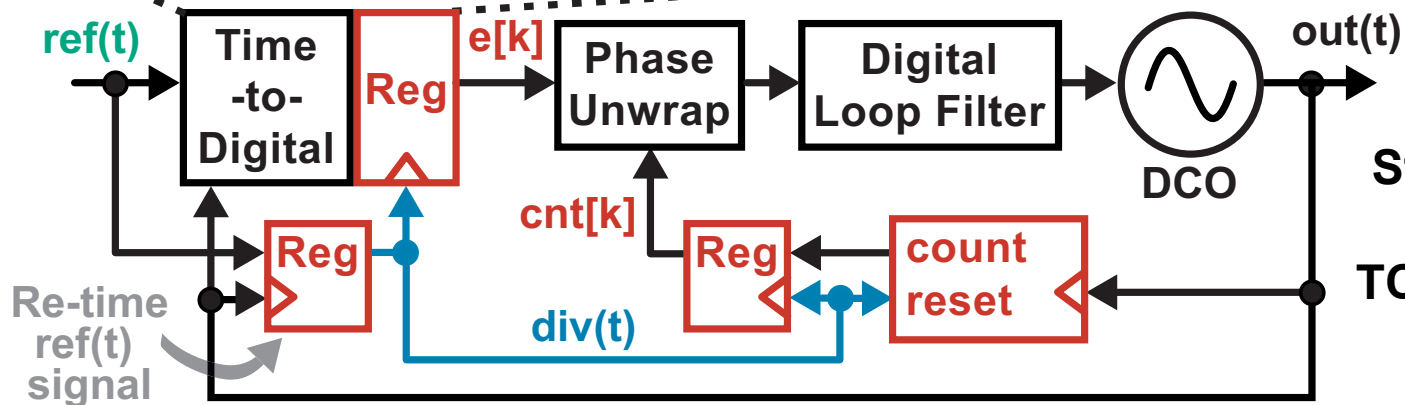 ref(t)
Time
-to-
Digital
Reg
e[k]
Phase
Unwrap
Digital
Loop Filter
DCO
out(t)
Reg
cnt[k]
Reg
count
reset
Re-time
ref(t)
signal
div(t)